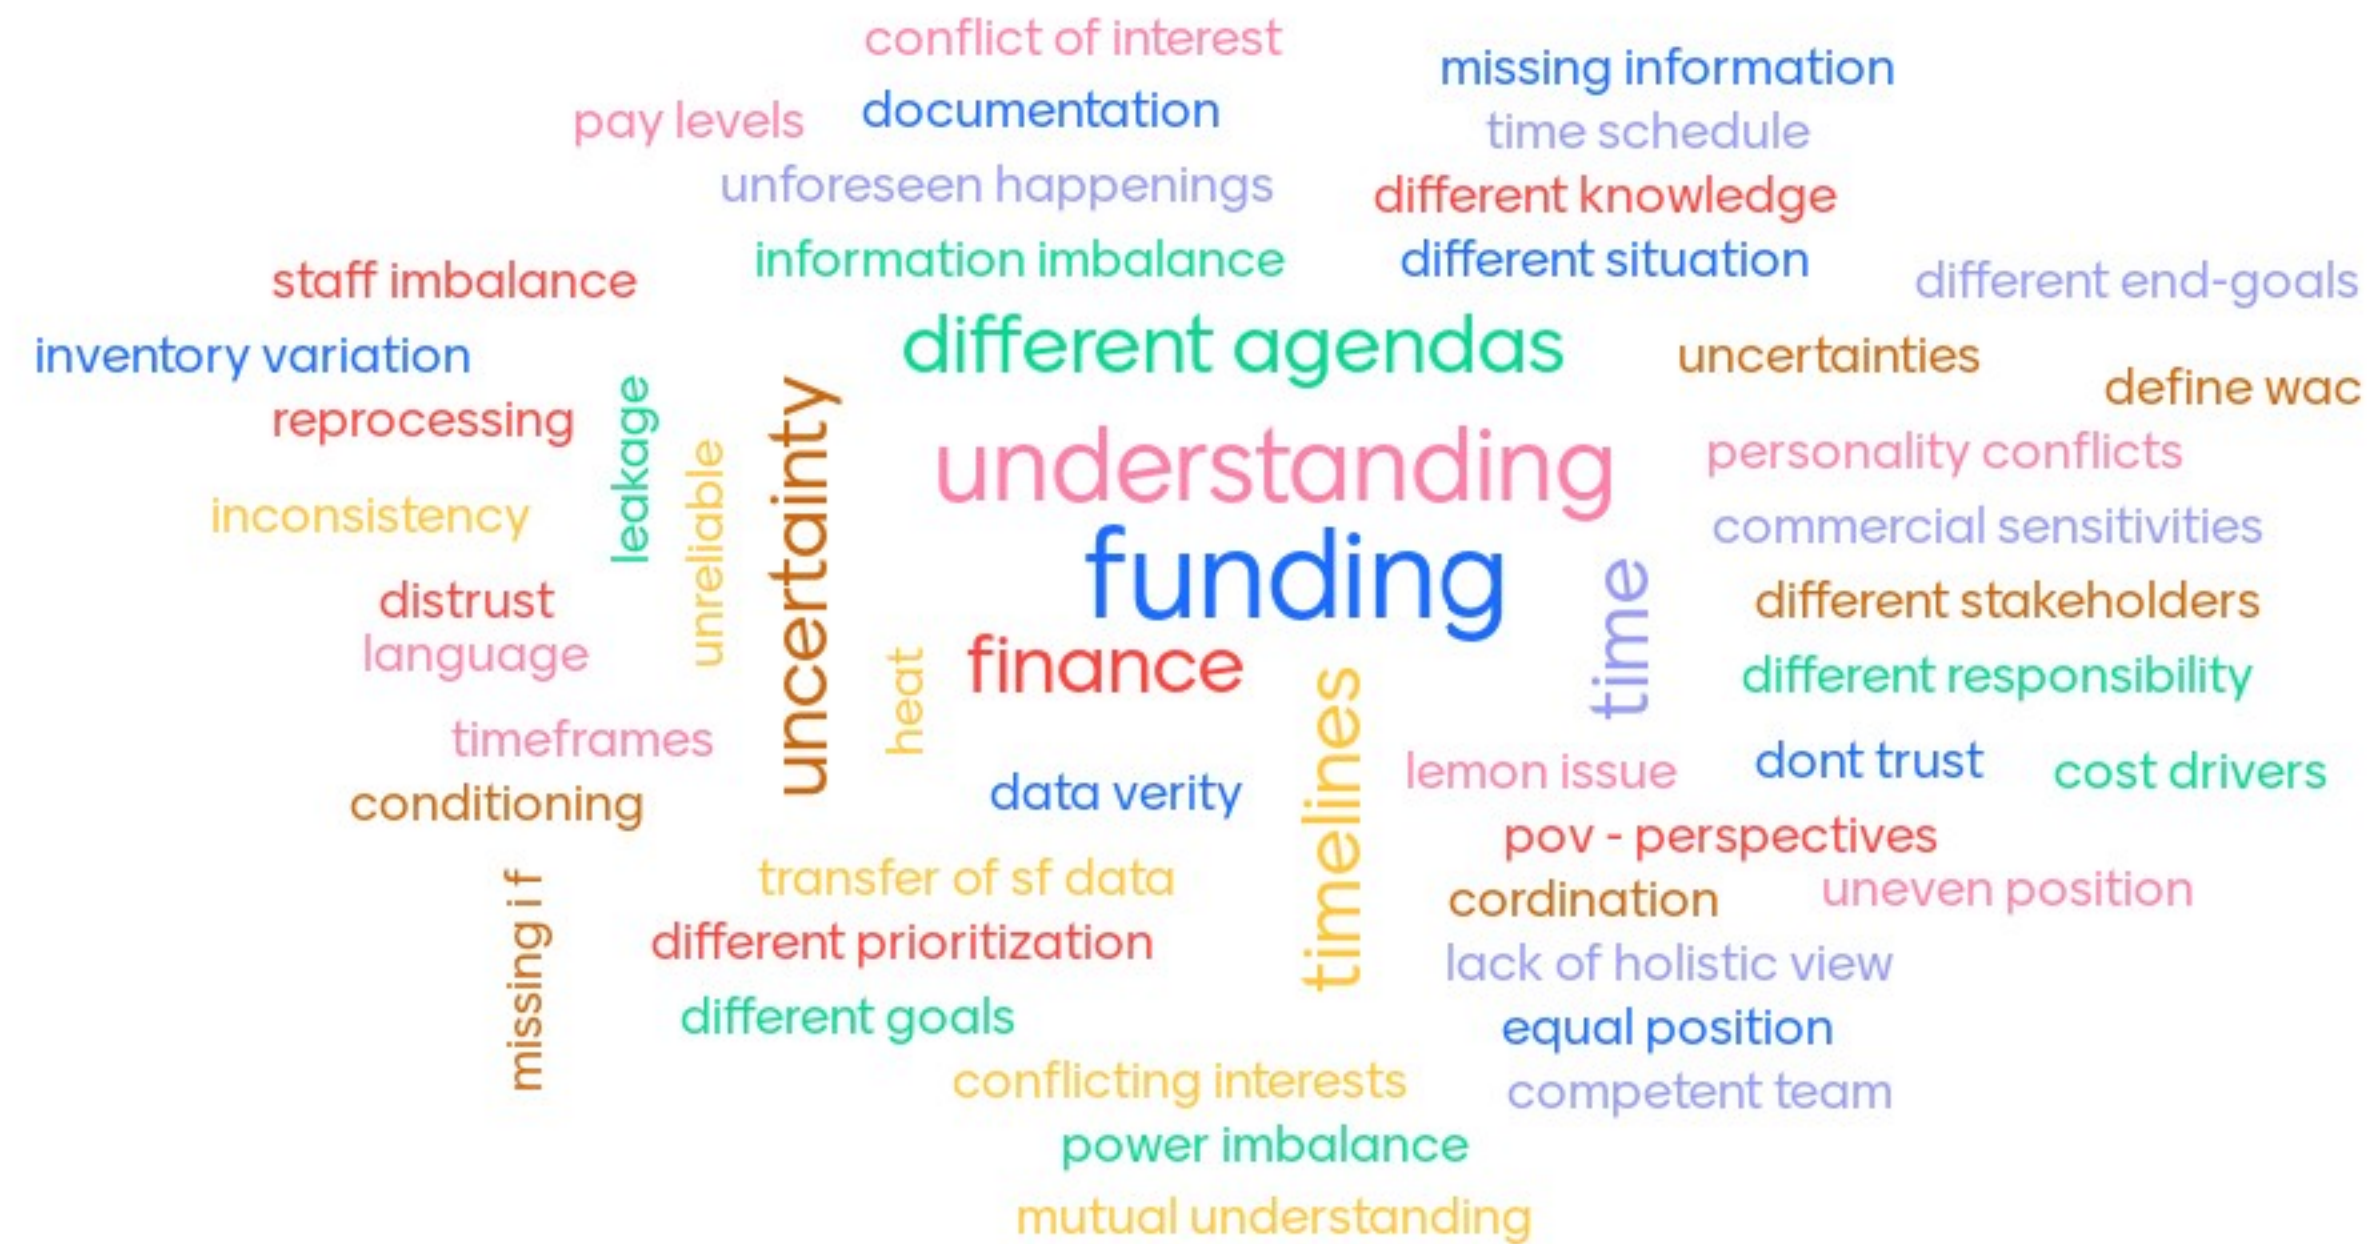 conflict of interest
missing information
pay levels
documentation
time schedule
unforeseen happenings
different knowledge
information imbalance
different situation
staff imbalance
different end-goals
different agendas
inventory variation
uncertainties
define wac
reprocessing
leakage
unreliable
uncertainty
understanding
personality conflicts
inconsistency
commercial sensitivities
funding
time
distrust
different stakeholders
language
heat
finance
different responsibility
timelines
timeframes
lemon issue
dont trust
cost drivers
conditioning
data verity
pov - perspectives
missing i f
transfer of sf data
cordination
uneven position
different prioritization
lack of holistic view
different goals
equal position
conflicting interests
competent team
power imbalance
mutual understanding